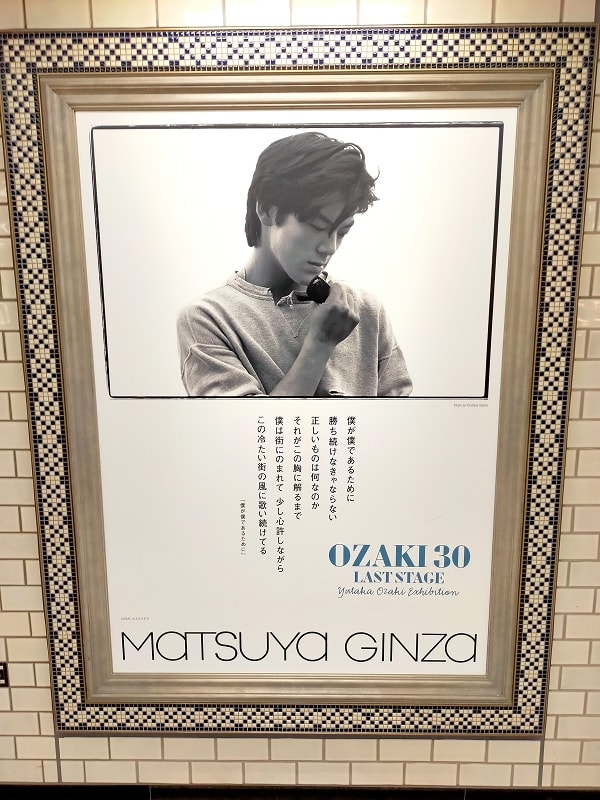 僕が僕であるために
勝ち続けなきゃならない
正しいものは何なのか
それがこの胸に解るまで
僕は街にのまれて 少し心許しながら
この冷たい街の風に歌い続けてる
「僕が僕であるために」
OZAKI 30
LAST STAGE
Yutaka Ozaki Exhibition
MATSUYA GINZA